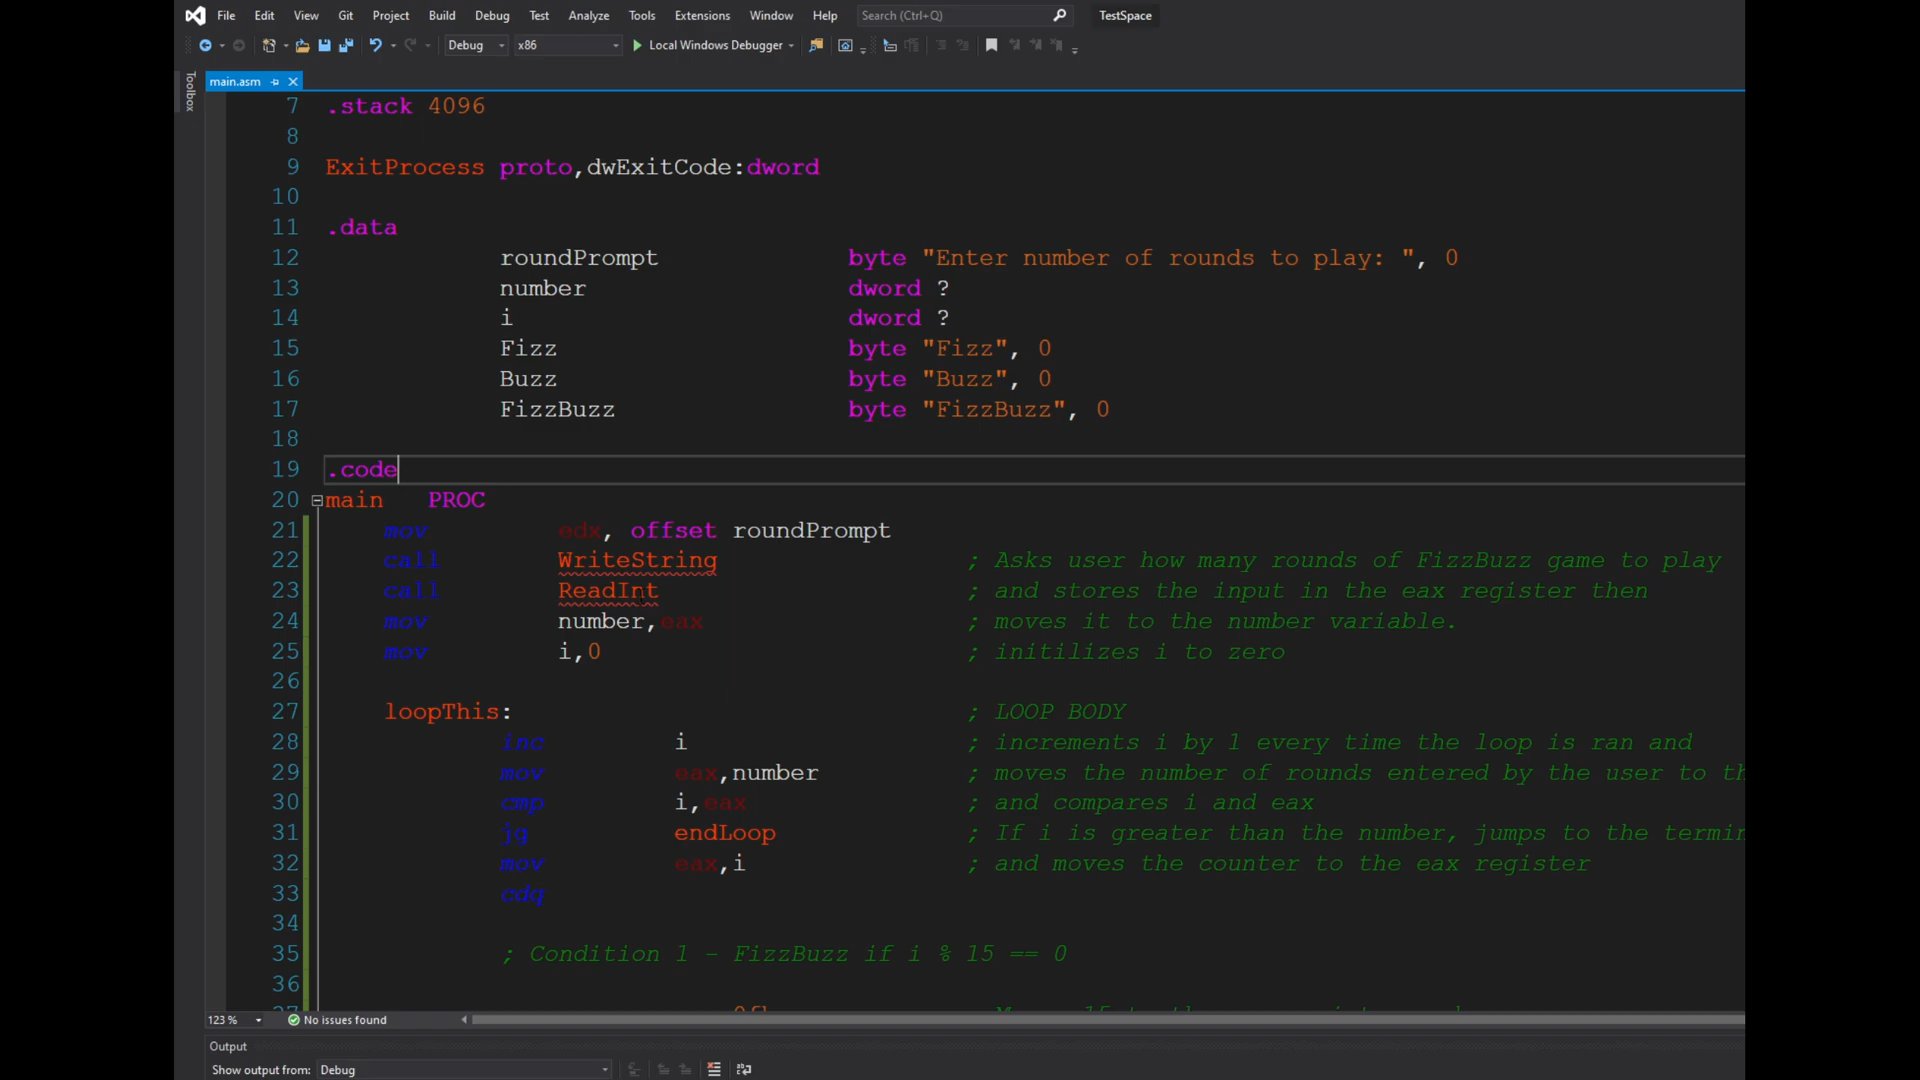 File Edit View Git Project Build Debug Test Analyze Tools Extensions Window Help Search (Ctrl+Q) TestSpace
Debug x86 Local Windows Debugger
Toolbox
main.asm
7 .stack 4096
8
9 ExitProcess proto,dwExitCode:dword
10
11 .data
12 roundPrompt byte "Enter number of rounds to play: ", 0
13 number dword ?
14 i dword ?
15 Fizz byte "Fizz", 0
16 Buzz byte "Buzz", 0
17 FizzBuzz byte "FizzBuzz", 0
18
19 .code
20 main PROC
21 mov edx, offset roundPrompt
22 call WriteString ; Asks user how many rounds of FizzBuzz game to play
23 call ReadInt ; and stores the input in the eax register then
24 mov number,eax ; moves it to the number variable.
25 mov i,0 ; initilizes i to zero
26
27 loopThis: ; LOOP BODY
28 inc i ; increments i by 1 every time the loop is ran and
29 mov eax,number ; moves the number of rounds entered by the user to th
30 cmp i,eax ; and compares i and eax
31 jg endLoop ; If i is greater than the number, jumps to the termin
32 mov eax,i ; and moves the counter to the eax register
33 cdq
34
35 ; Condition 1 - FizzBuzz if i % 15 == 0
36
123 % No issues found
Output
Show output from: Debug